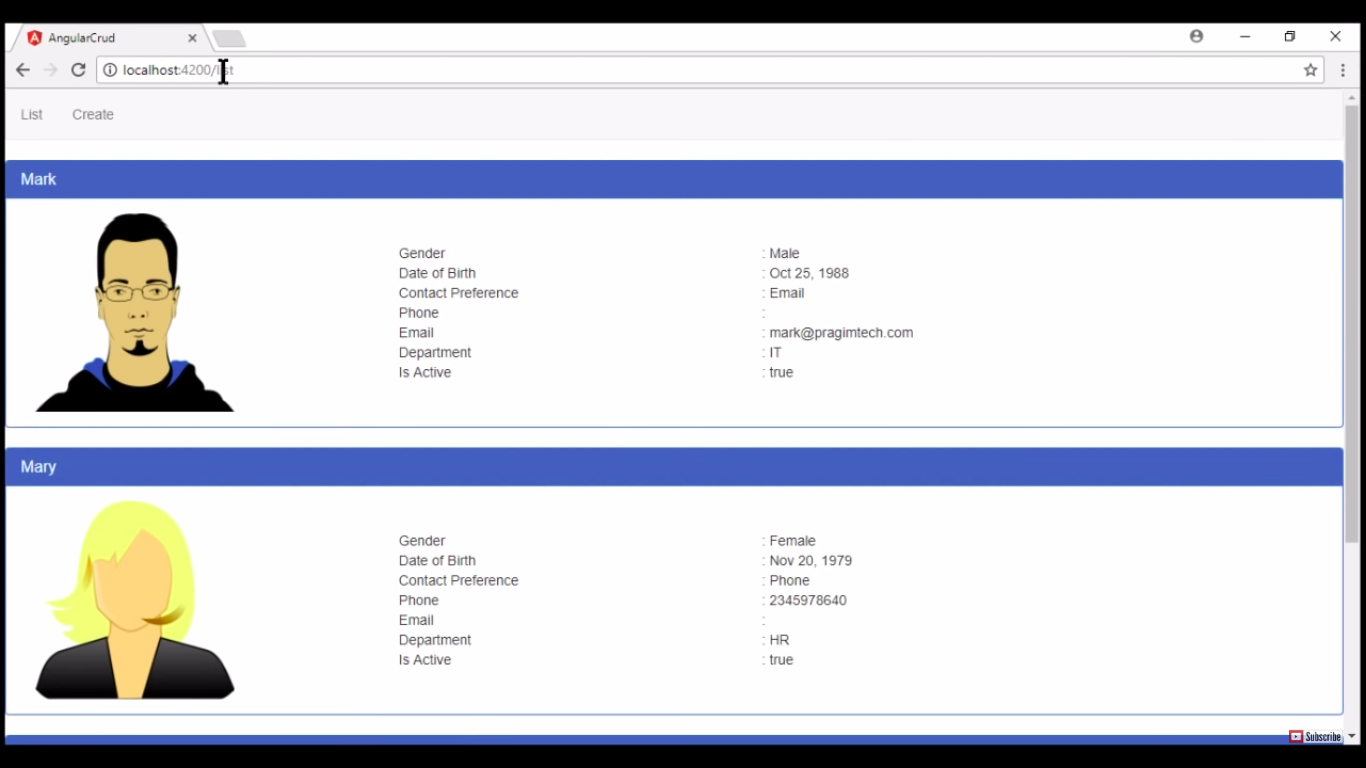 AngularCrud
localhost:4200/list
List Create
Mark
Gender : Male
Date of Birth : Oct 25, 1988
Contact Preference : Email
Phone :
Email : mark@pragimtech.com
Department : IT
Is Active : true
Mary
Gender : Female
Date of Birth : Nov 20, 1979
Contact Preference : Phone
Phone : 2345978640
Email :
Department : HR
Is Active : true
Subscribe